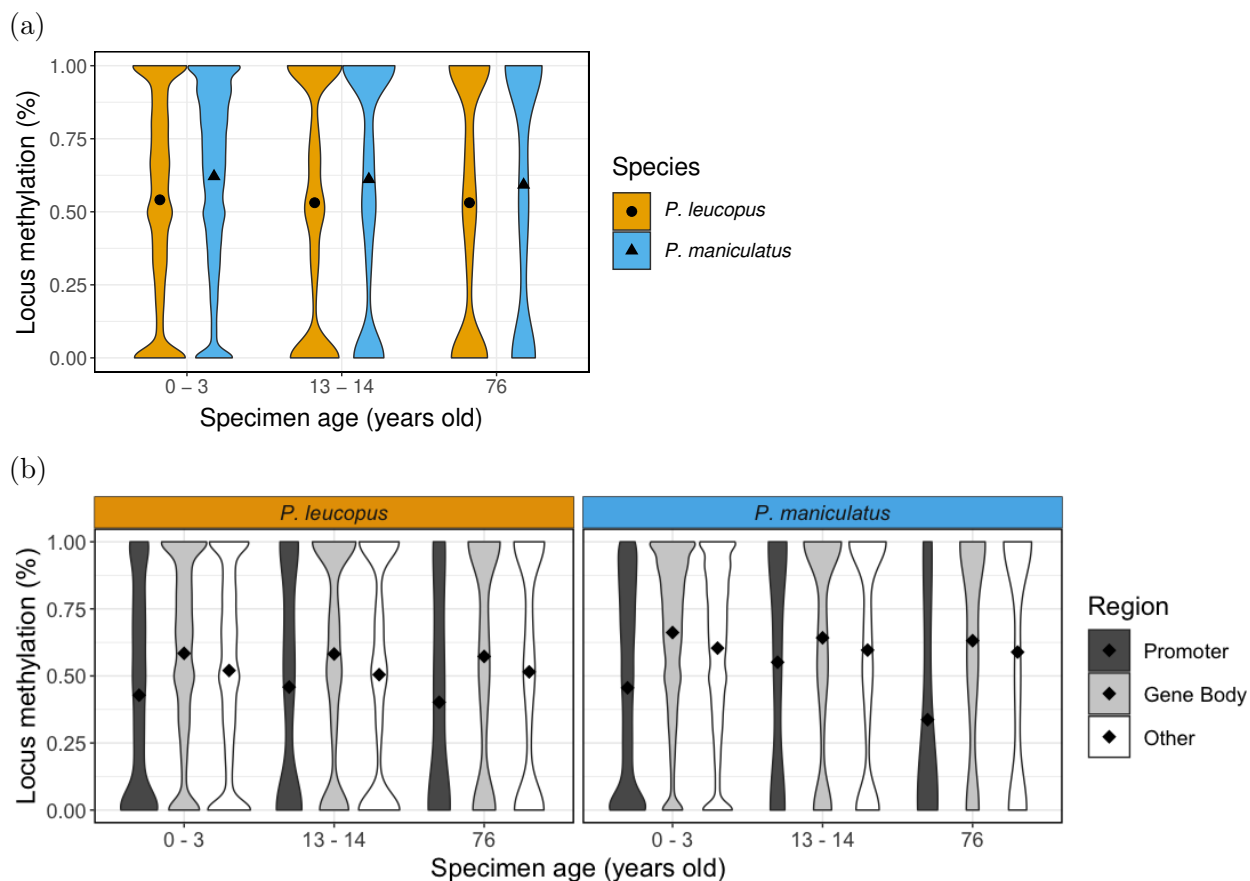 (a)
1.00
0.75
0.50
0.25
0.00
Locus methylation (%)
0 – 3
13 – 14
76
Specimen age (years old)
Species
P. leucopus
P. maniculatus
(b)
P. leucopus
P. maniculatus
1.00
0.75
0.50
0.25
0.00
Locus methylation (%)
0 - 3
13 - 14
76
0 - 3
13 - 14
76
Specimen age (years old)
Region
Promoter
Gene Body
Other